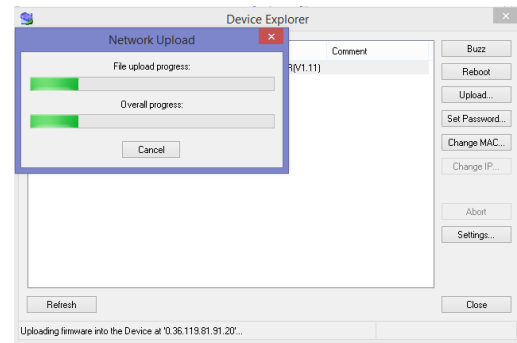 Device Explorer
Network Upload
File upload progress:
Overall progress:
Cancel
Comment
R(V1.11)
Buzz
Reboot
Upload...
Set Password...
Change MAC...
Change IP...
Abort
Settings...
Refresh
Close
Uploading firmware into the Device at '0.36.119.81.91.20'...